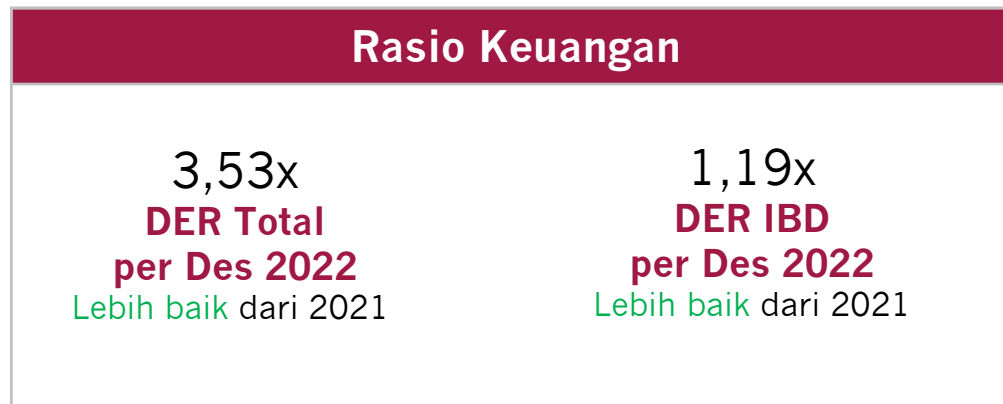 Rasio Keuangan
3,53x
DER Total
per Des 2022
Lebih baik dari 2021
1,19x
DER IBD
per Des 2022
Lebih baik dari 2021